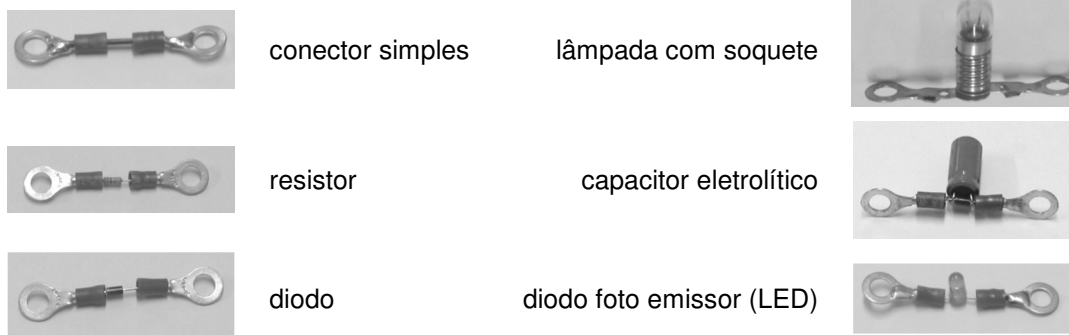 conector simples
lâmpada com soquete
resistor
capacitor eletrolítico
diodo
diodo foto emissor (LED)